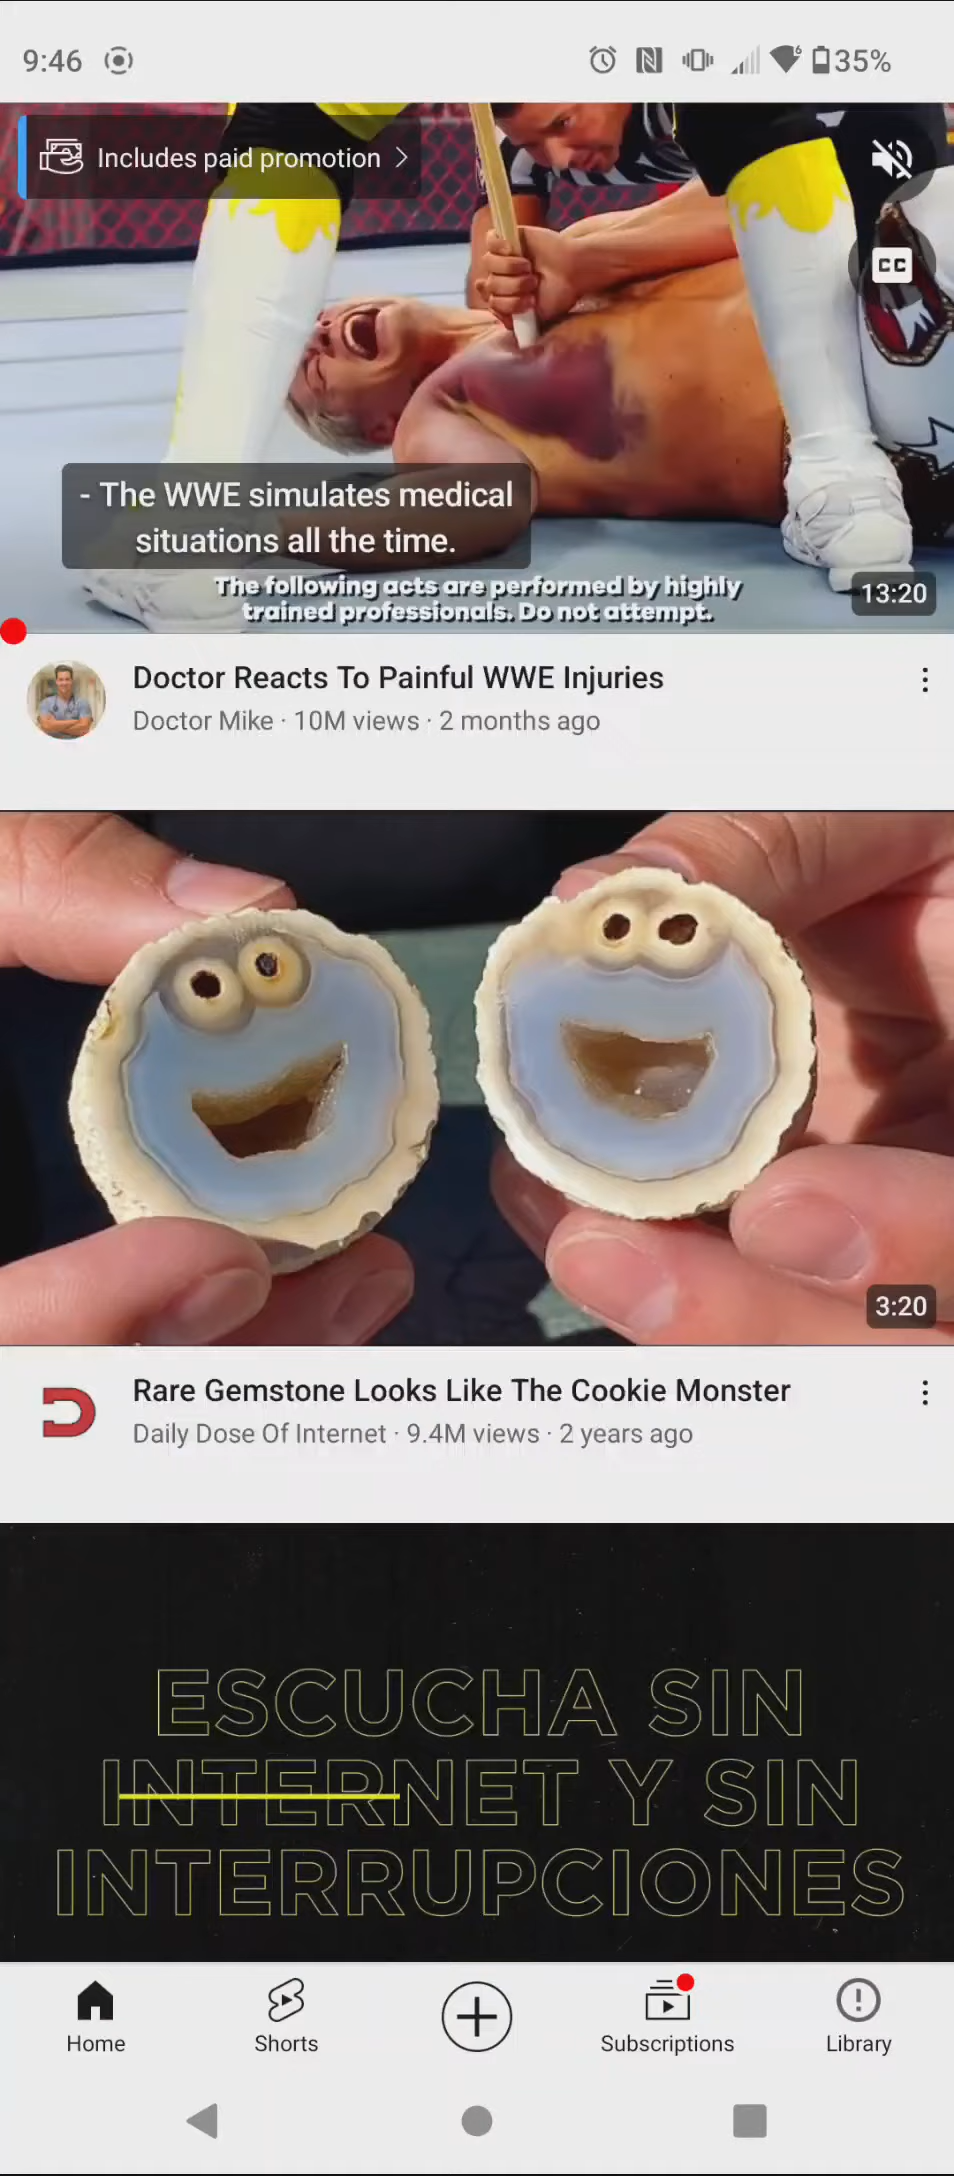 9:46
35%
Includes paid promotion
CC
- The WWE simulates medical
situations all the time.
The following acts are performed by highly
trained professionals. Do not attempt.
13:20
Doctor Reacts To Painful WWE Injuries
Doctor Mike · 10M views · 2 months ago
3:20
Rare Gemstone Looks Like The Cookie Monster
Daily Dose Of Internet · 9.4M views · 2 years ago
ESCUCHA SIN
INTERNET Y SIN
INTERRUPCIONES
Home
Shorts
Subscriptions
Library